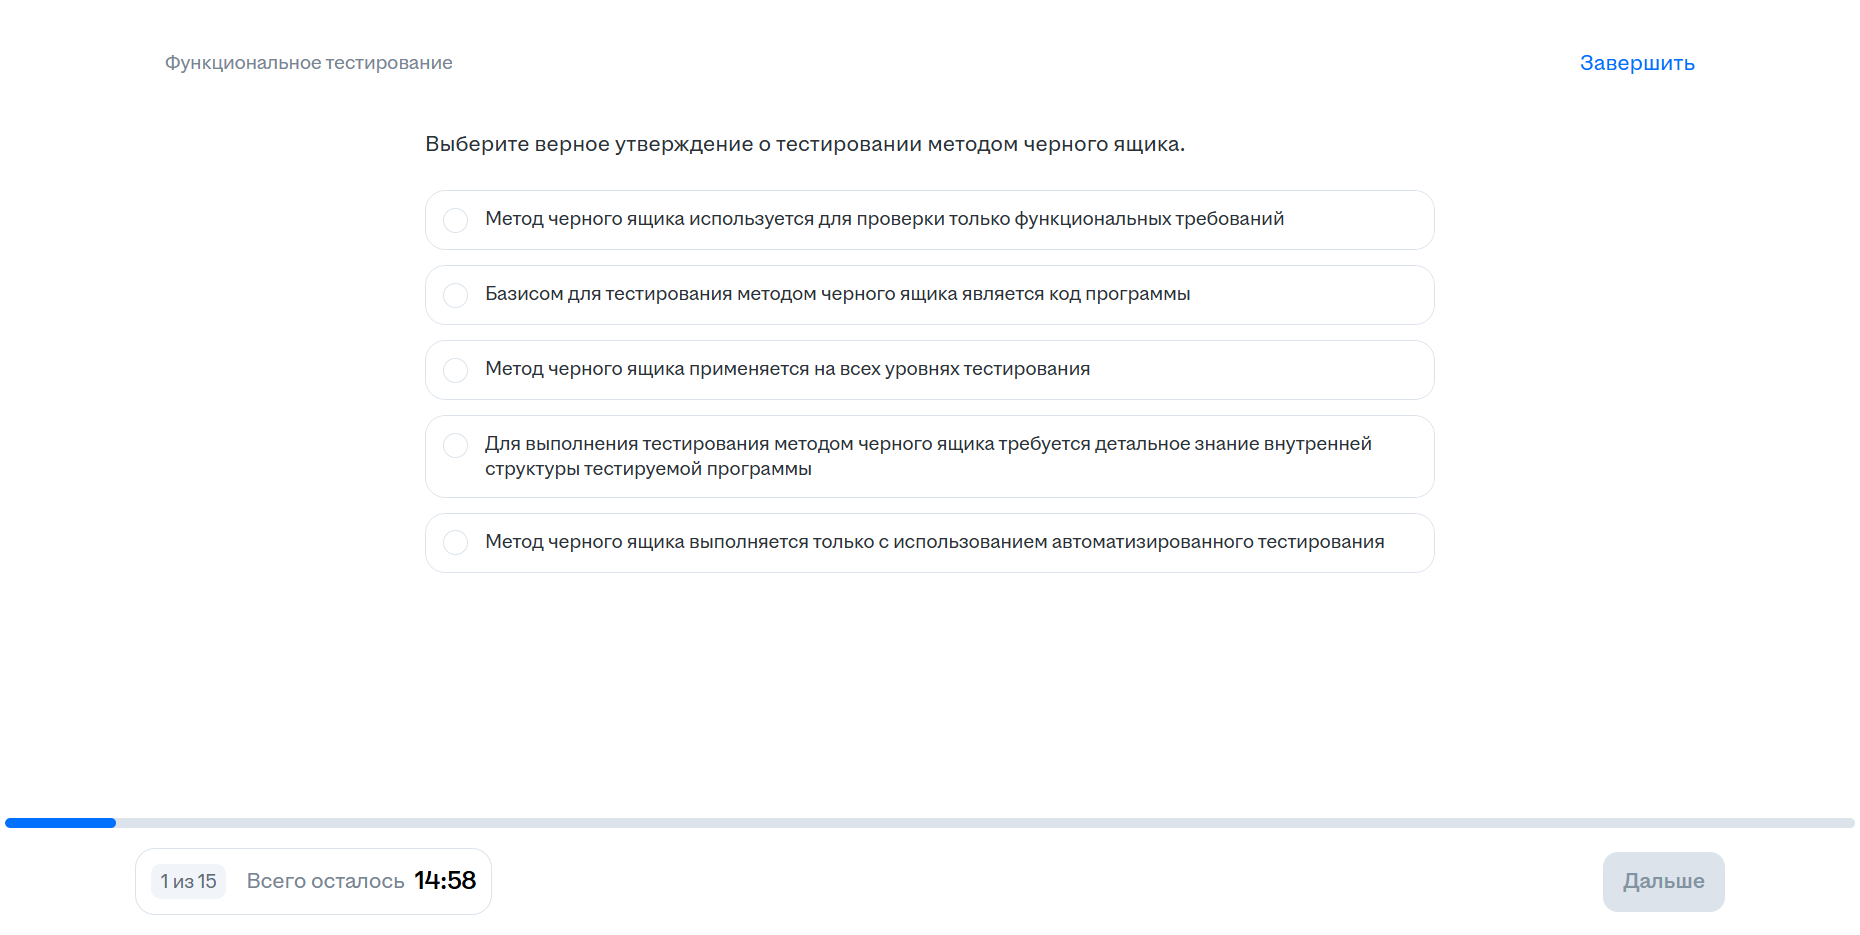 Функциональное тестирование
Завершить
Выберите верное утверждение о тестировании методом черного ящика.
Метод черного ящика используется для проверки только функциональных требований
Базисом для тестирования методом черного ящика является код программы
Метод черного ящика применяется на всех уровнях тестирования
Для выполнения тестирования методом черного ящика требуется детальное знание внутренней
структуры тестируемой программы
Метод черного ящика выполняется только с использованием автоматизированного тестирования
1 из 15 Всего осталось 14:58
Дальше